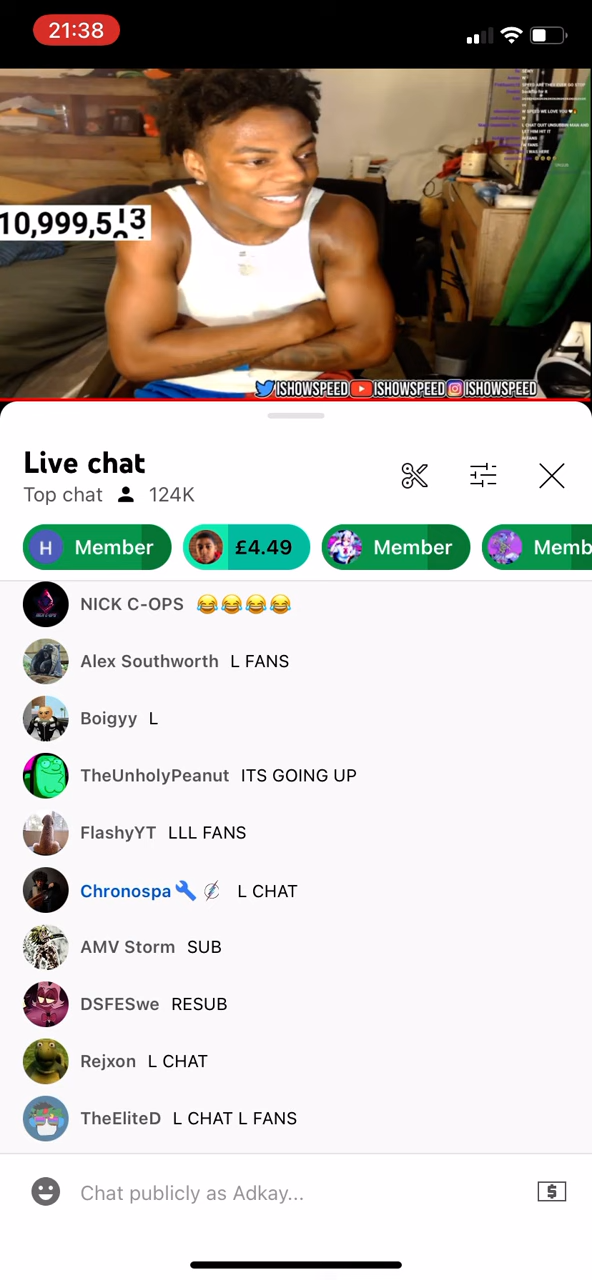 21:38
10,999,5
ISHOWSPEED ISHOWSPEED ISHOWSPEED
Live chat
Top chat 124K
H Member £4.49 Member Memb
NICK C-OPS 😂😂😂😂
Alex Southworth L FANS
Boigyy L
TheUnholyPeanut ITS GOING UP
FlashyYT LLL FANS
Chronospa L CHAT
AMV Storm SUB
DSFESwe RESUB
Rejxon L CHAT
TheEliteD L CHAT L FANS
Chat publicly as Adkay...
$